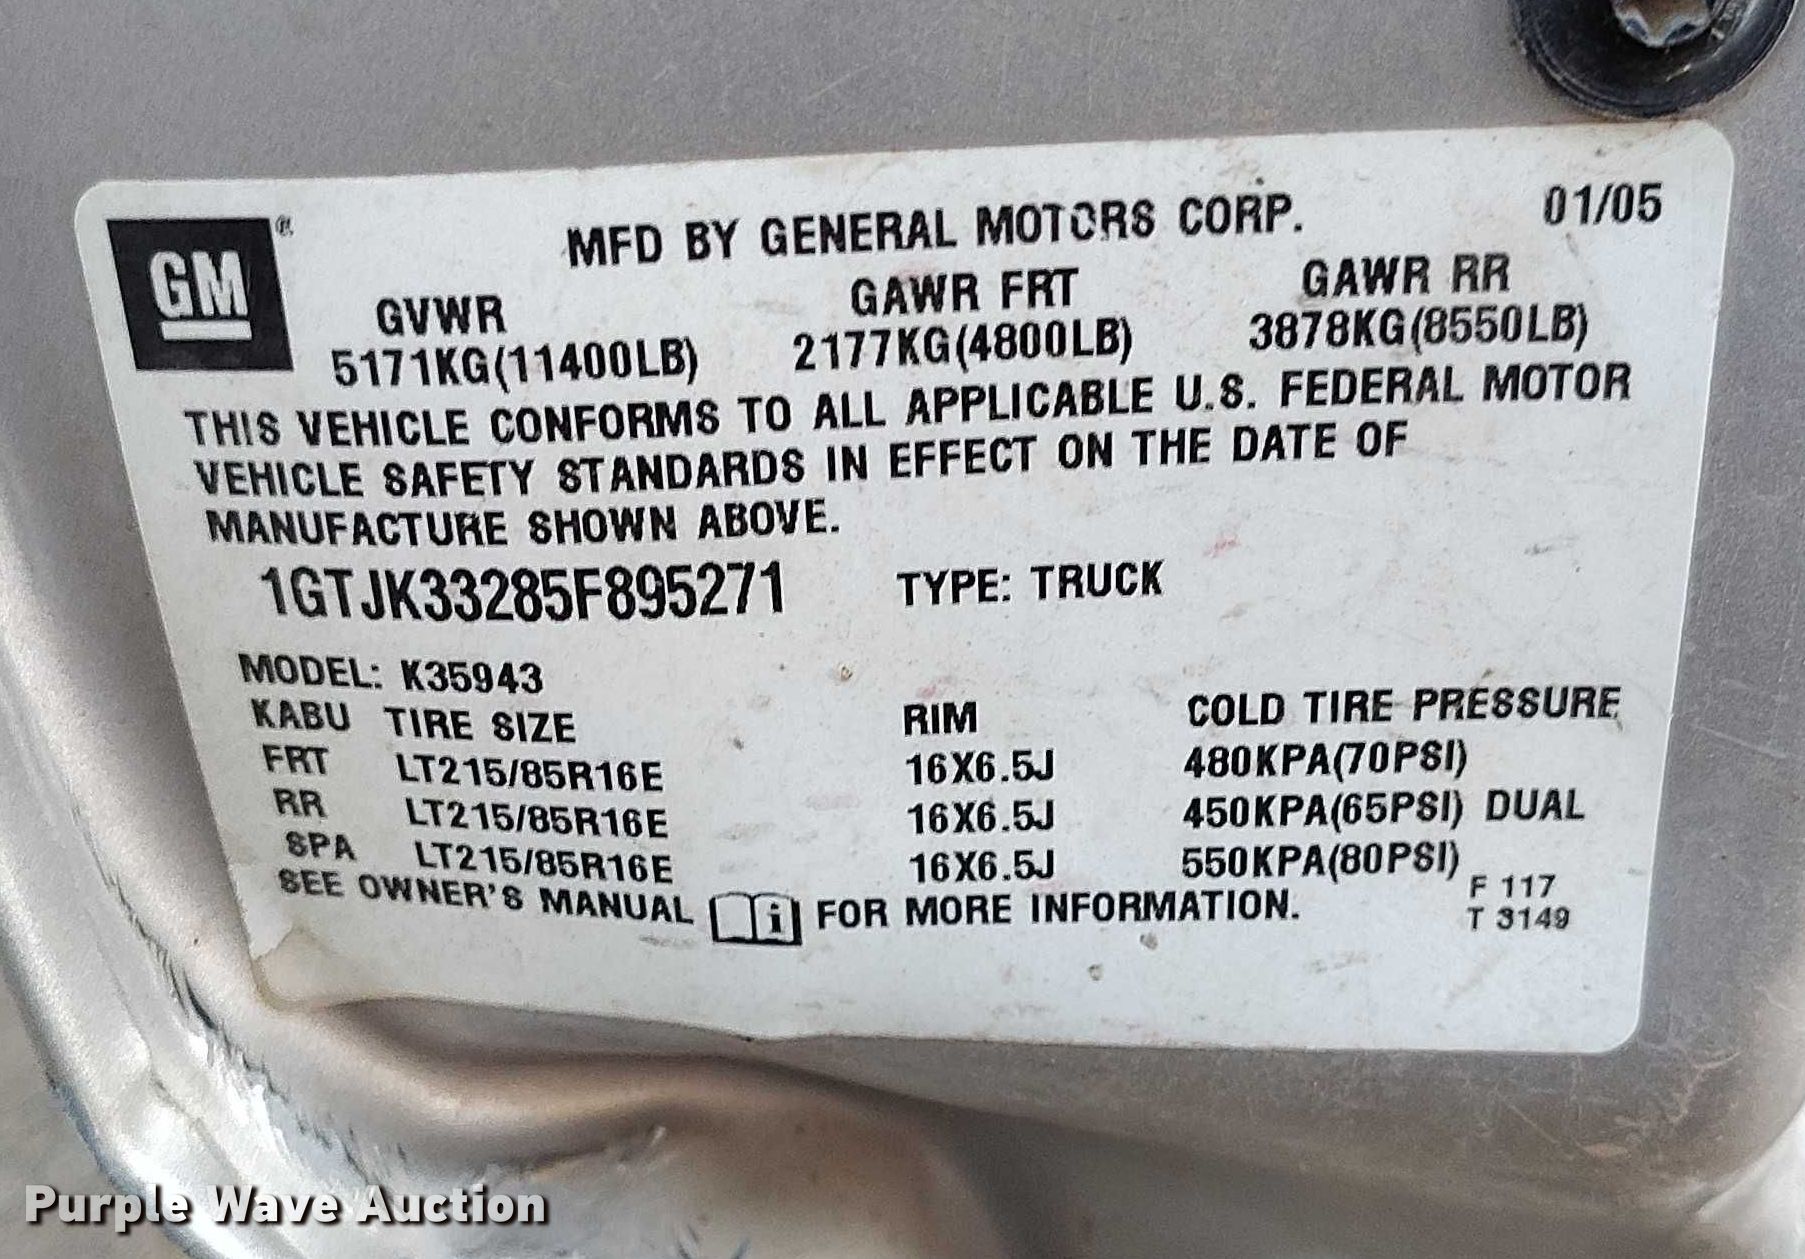 GM ® MFD BY GENERAL MOTORS CORP. 01/05
GVWR GAWR FRT GAWR RR
5171KG(11400LB) 2177KG(4800LB) 3878KG(8550LB)
THIS VEHICLE CONFORMS TO ALL APPLICABLE U.S. FEDERAL MOTOR
VEHICLE SAFETY STANDARDS IN EFFECT ON THE DATE OF
MANUFACTURE SHOWN ABOVE.
1GTJK33285F895271 TYPE: TRUCK
MODEL: K35943
KABU TIRE SIZE RIM COLD TIRE PRESSURE
FRT LT215/85R16E 16X6.5J 480KPA(70PSI)
RR LT215/85R16E 16X6.5J 450KPA(65PSI) DUAL
SPA LT215/85R16E 16X6.5J 550KPA(80PSI)
SEE OWNER'S MANUAL i FOR MORE INFORMATION.
F 117
T 3149
Purple Wave Auction